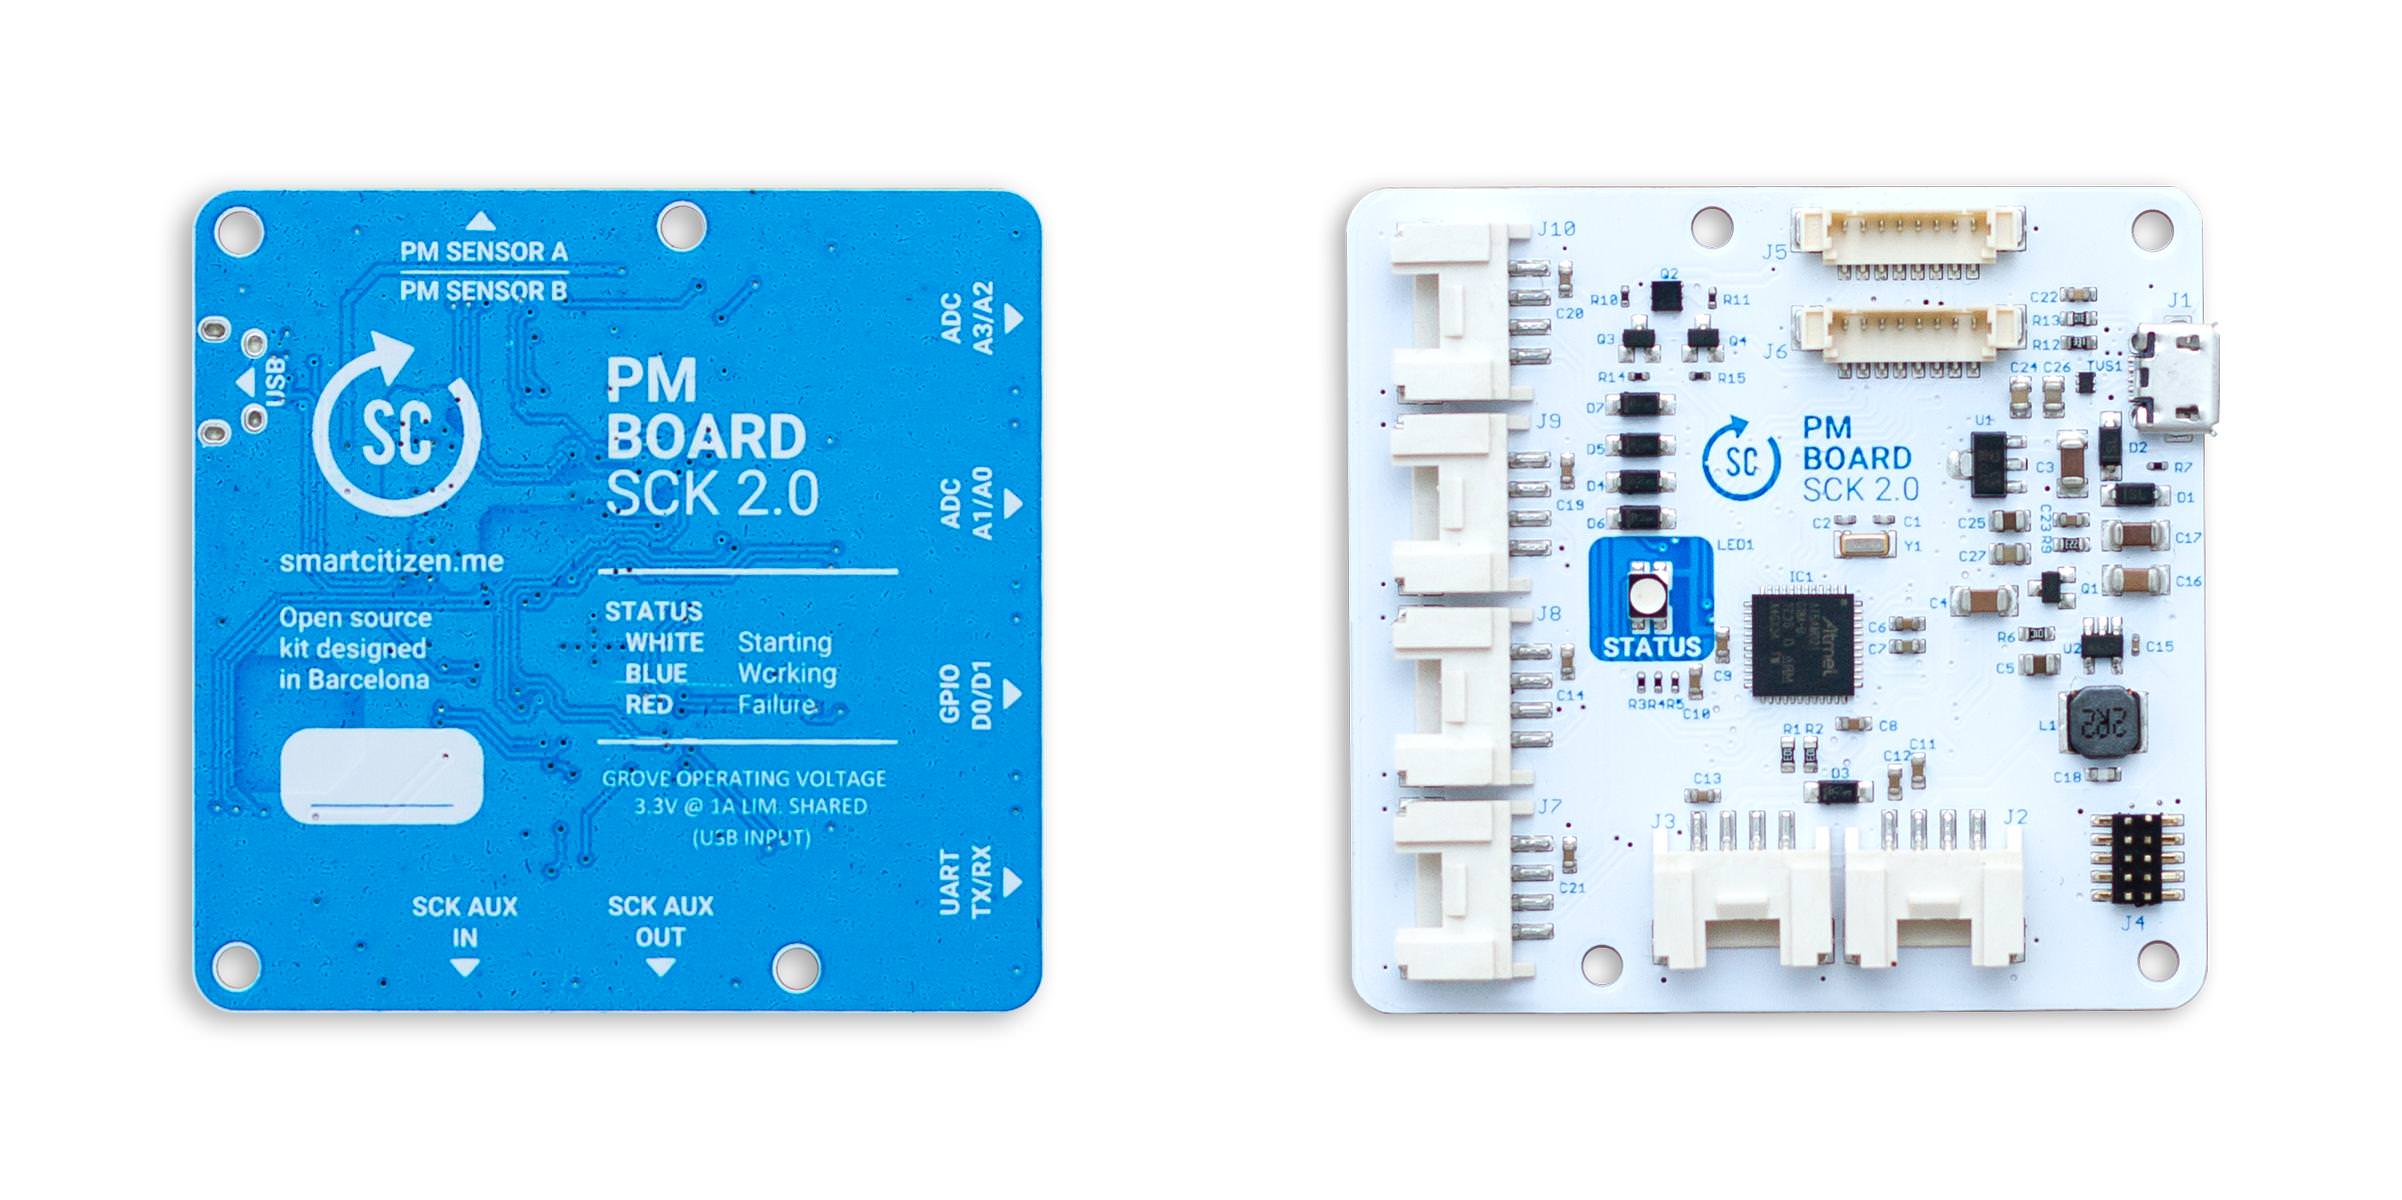 PM SENSOR A
PM SENSOR B
USB
SC
PM
BOARD
SCK 2.0
smartcitizen.me
Open source
kit designed
in Barcelona
STATUS
WHITE Starting
BLUE Working
RED Failure
GROVE OPERATING VOLTAGE
3.3V @ 1A LIM. SHARED
(USB INPUT)
SCK AUX
IN
SCK AUX
OUT
ADC
A3/A2
ADC
A1/A0
GPIO
D0/D1
UART
TX/RX
J10
J5
Q2
R10
R11
C20
Q3
Q4
J6
R14
R15
C22
R13
R12
J1
C24 C26
TVS1
D7
J9
D5
D4
D6
C19
SC
PM
BOARD
SCK 2.0
U1
C3
D2
R7
D1
C2
C1
Y1
C25
C23
R9
C17
C27
LED1
STATUS
IC1
Atmel
C4
Q1
C16
J8
C14
C9
C6
C7
R6
U2
C15
C5
R3R4R5
C10
R1 R2
C8
L1
2R2
C12
C11
C18
C13
D3
J7
J3
J2
C21
J4